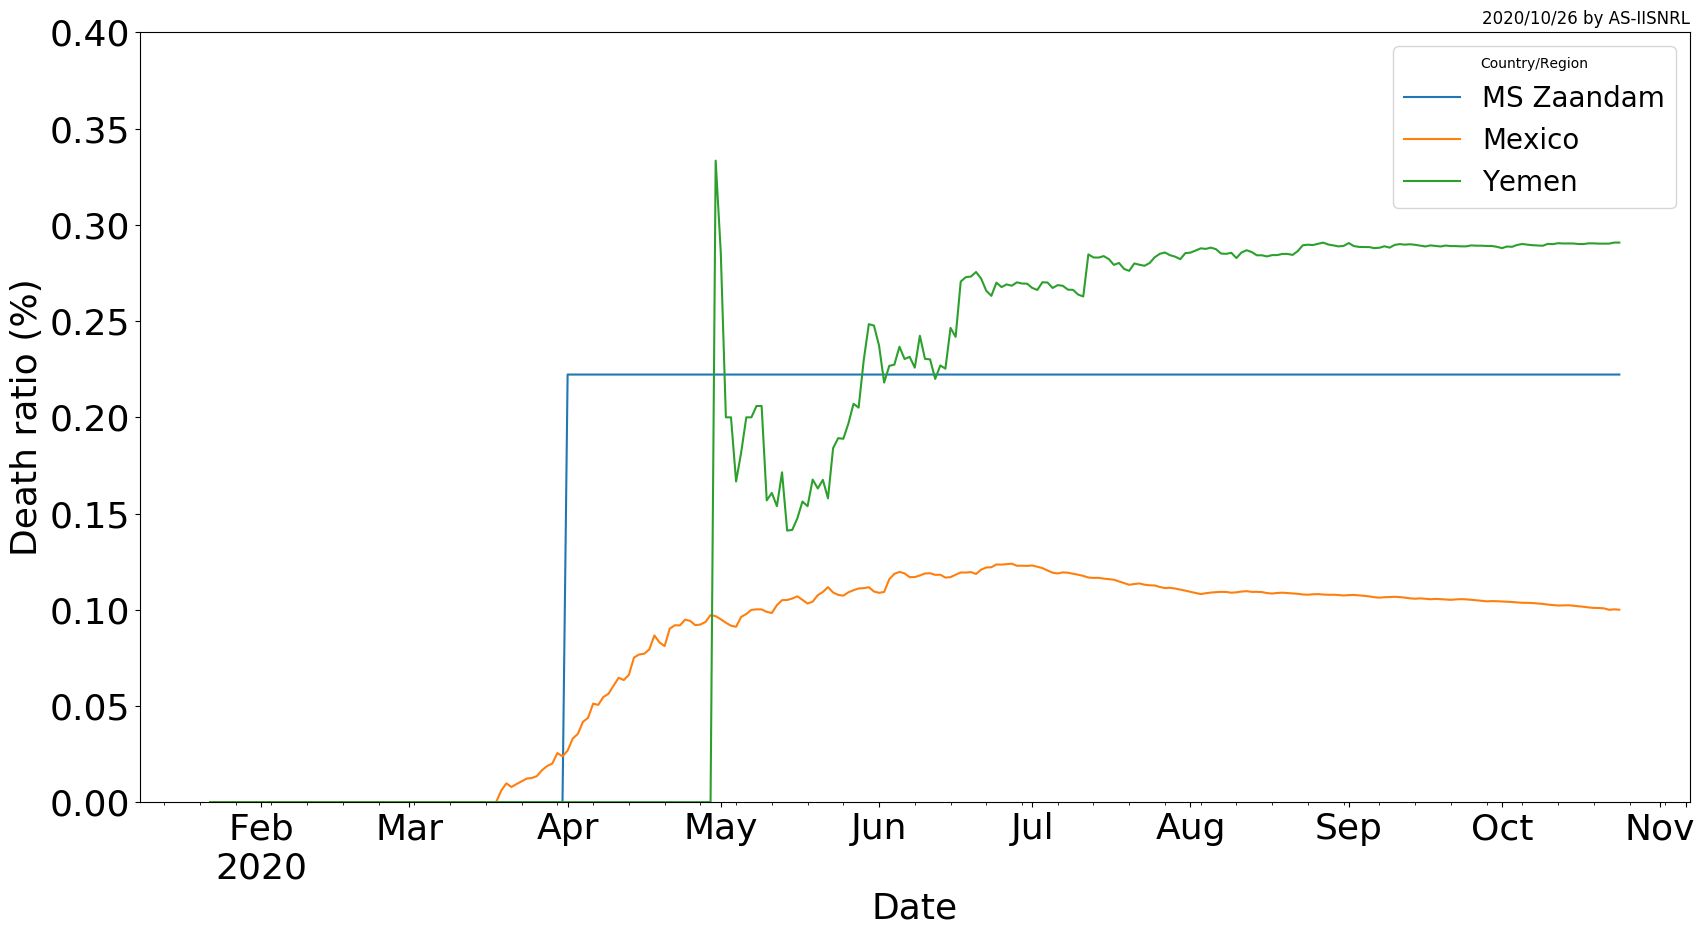 2020/10/26 by AS-IISNRL
0.40
0.35
0.30
0.25
0.20
0.15
0.10
0.05
0.00
Death ratio (%)
Country/Region
MS Zaandam
Mexico
Yemen
Feb Mar Apr May Jun Jul Aug Sep Oct Nov
2020
Date